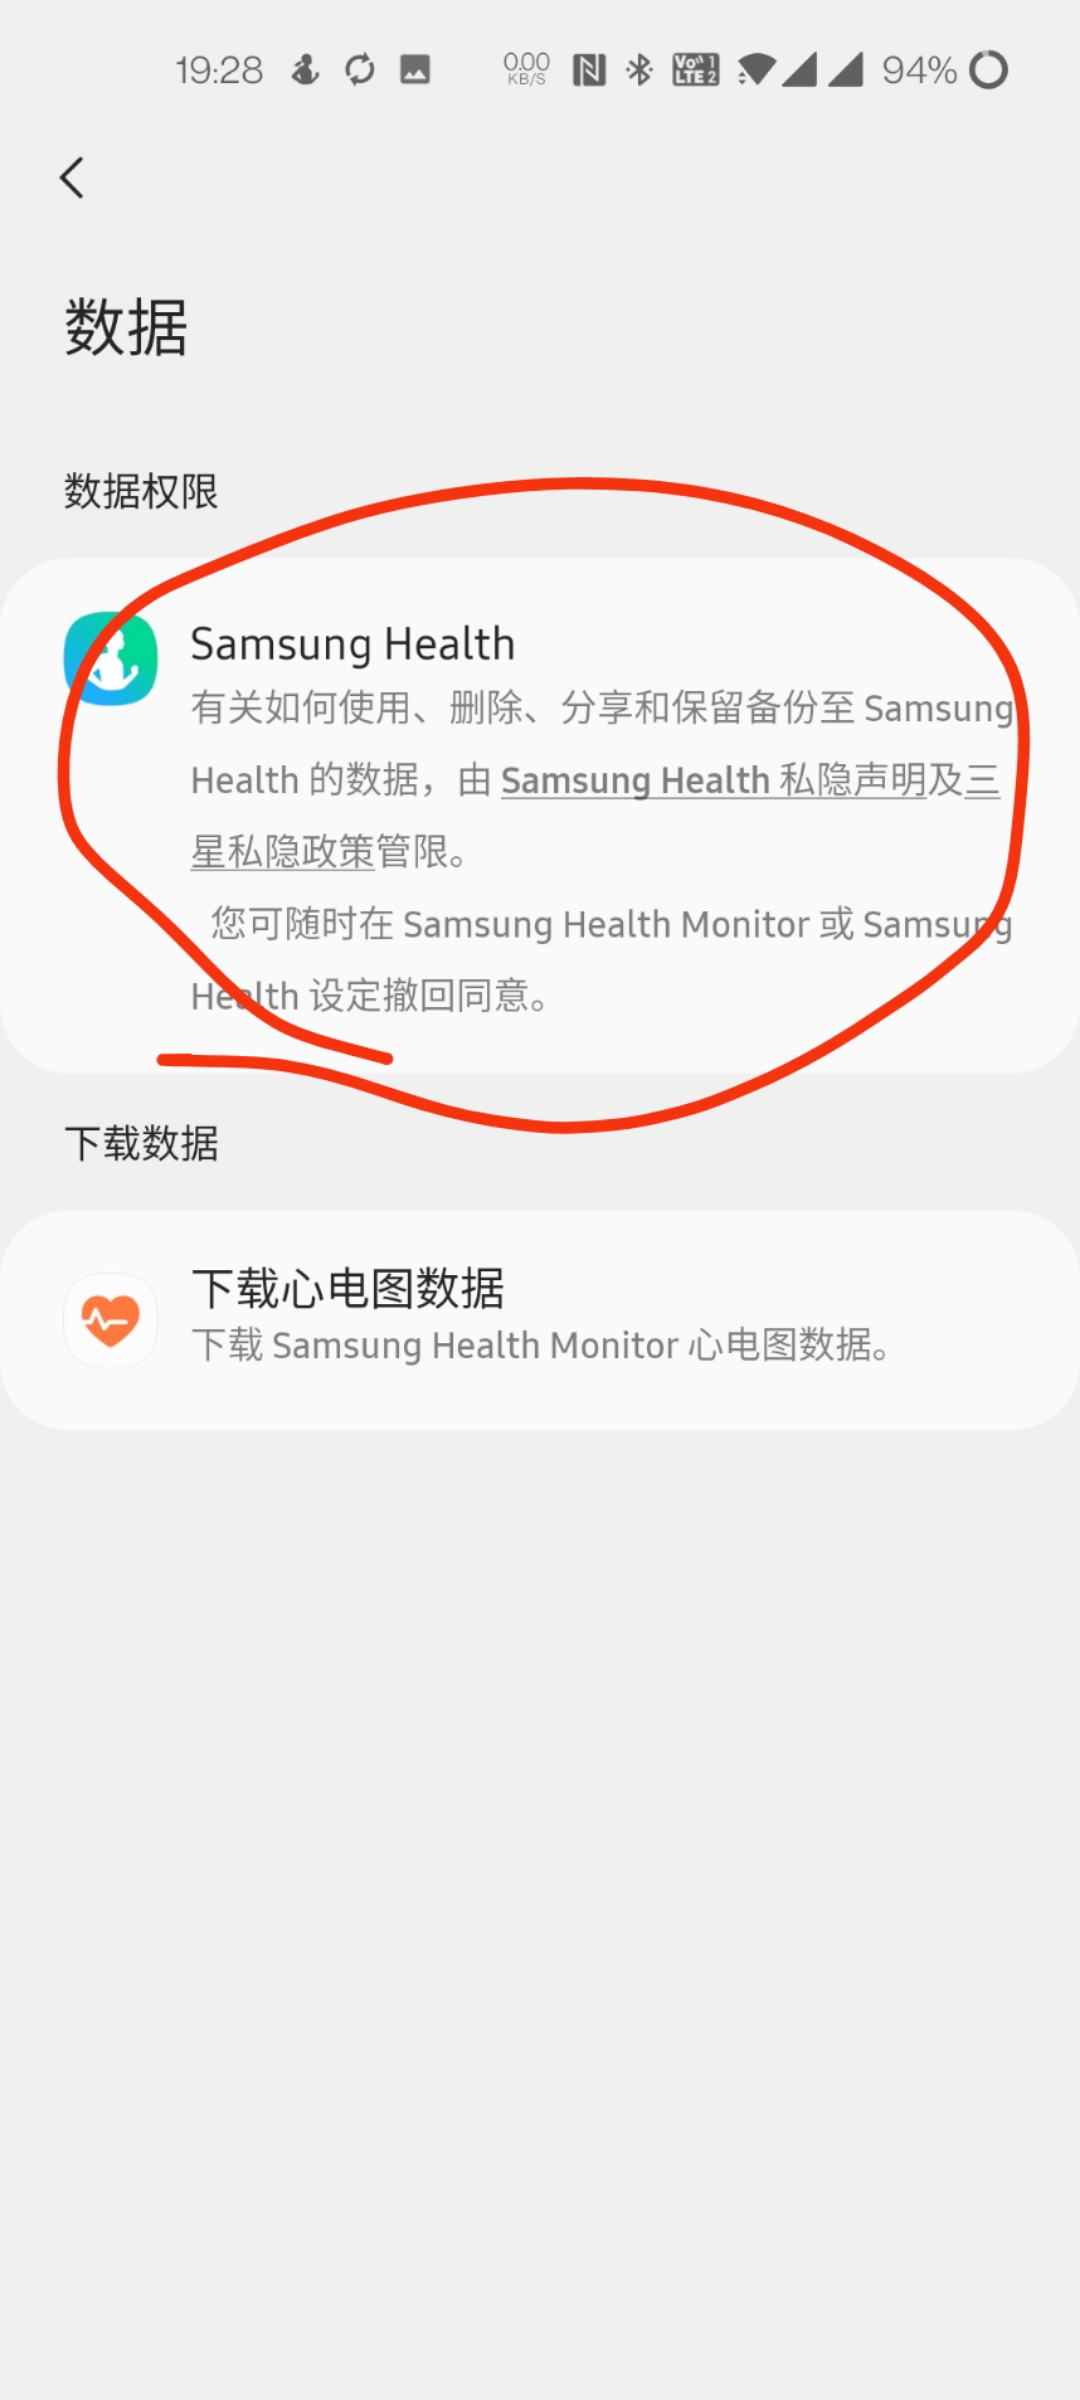 19:28 0.00 KB/S Vo 1 LTE 2 94%
数据
数据权限
Samsung Health
有关如何使用、删除、分享和保留备份至 Samsung
Health 的数据，由 Samsung Health 私隐声明及三
星私隐政策管限。
您可随时在 Samsung Health Monitor 或 Samsung
Health 设定撤回同意。
下载数据
下载心电图数据
下载 Samsung Health Monitor 心电图数据。